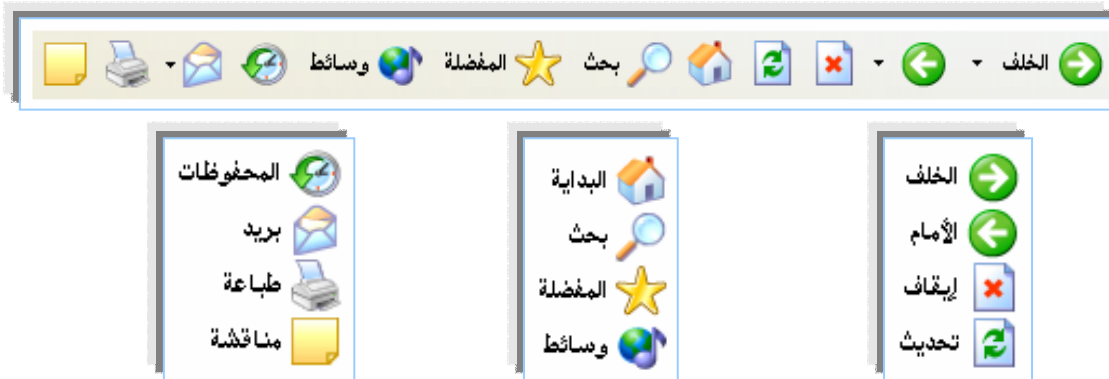 الخلف بحث المفضلة وسائط
الخلف
الأمام
إيقاف
تحديث
البداية
بحث
المفضلة
وسائط
المحفوظات
بريد
طباعة
مناقشة